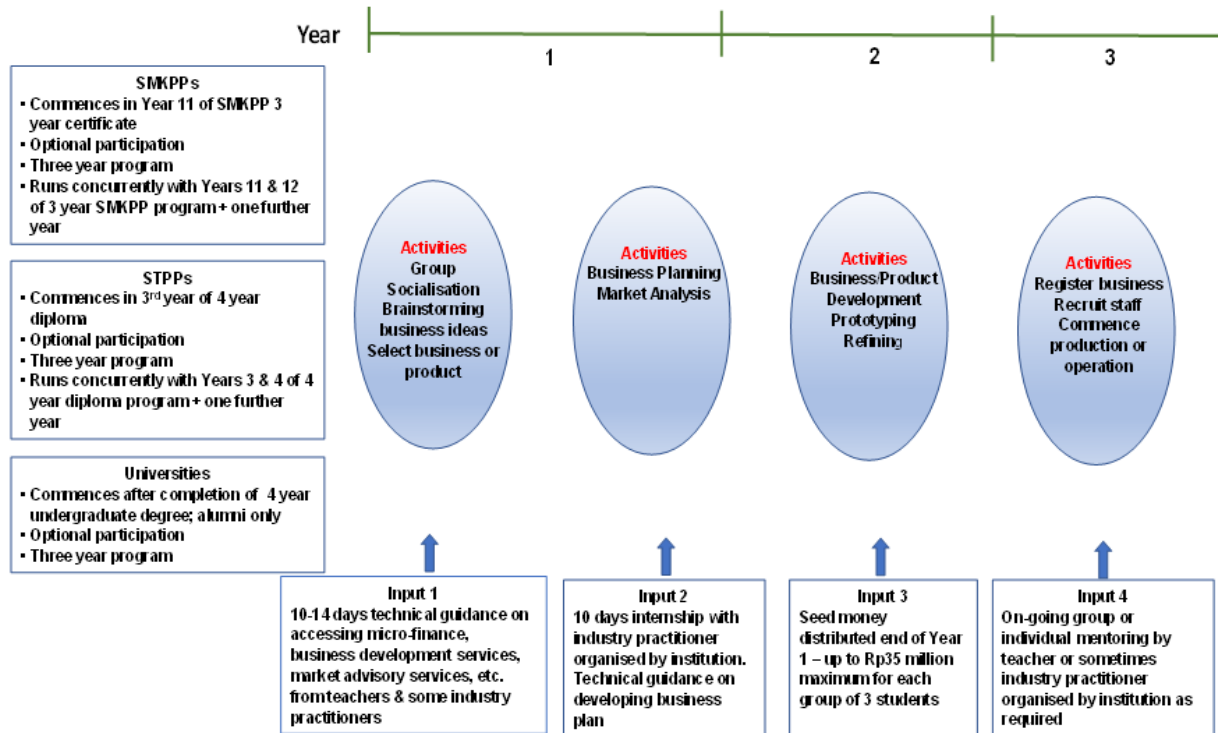 Year
1
2
3
SMKPPs
▪ Commences in Year 11 of SMKPP 3
year certificate
▪ Optional participation
▪ Three year program
▪ Runs concurrently with Years 11 & 12
of 3 year SMKPP program + one further
year
STPPs
▪ Commences in 3rd year of 4 year
diploma
▪ Optional participation
▪ Three year program
▪ Runs concurrently with Years 3 & 4 of 4
year diploma program + one further
year
Universities
▪ Commences after completion of 4 year
undergraduate degree; alumni only
▪ Optional participation
▪ Three year program
Activities
Group
Socialisation
Brainstorming
business ideas
Select business or
product
Activities
Business Planning
Market Analysis
Activities
Business/Product
Development
Prototyping
Refining
Activities
Register business
Recruit staff
Commence
production or
operation
Input 1
10-14 days technical guidance on
accessing micro-finance,
business development services,
market advisory services, etc.
from teachers & some industry
practitioners
Input 2
10 days internship with
industry practitioner
organised by institution.
Technical guidance on
developing business
plan
Input 3
Seed money
distributed end of Year
1 – up to Rp35 million
maximum for each
group of 3 students
Input 4
On-going group or
individual mentoring by
teacher or sometimes
industry practitioner
organised by institution as
required